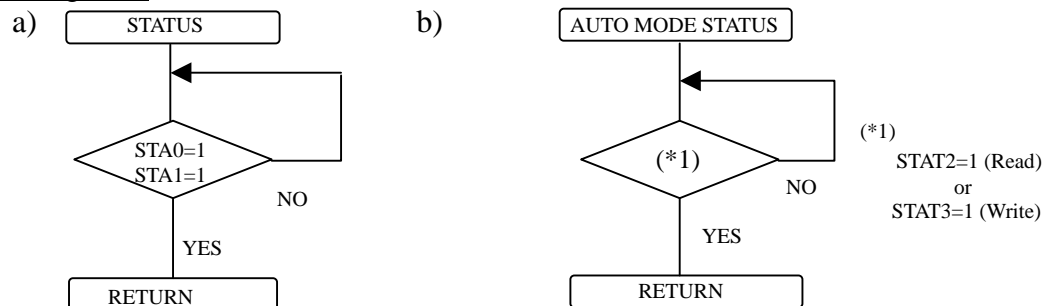 a)
STATUS
STA0=1
STA1=1
NO
YES
RETURN
b)
AUTO MODE STATUS
(*1)
NO
YES
RETURN
(*1)
STAT2=1 (Read)
or
STAT3=1 (Write)